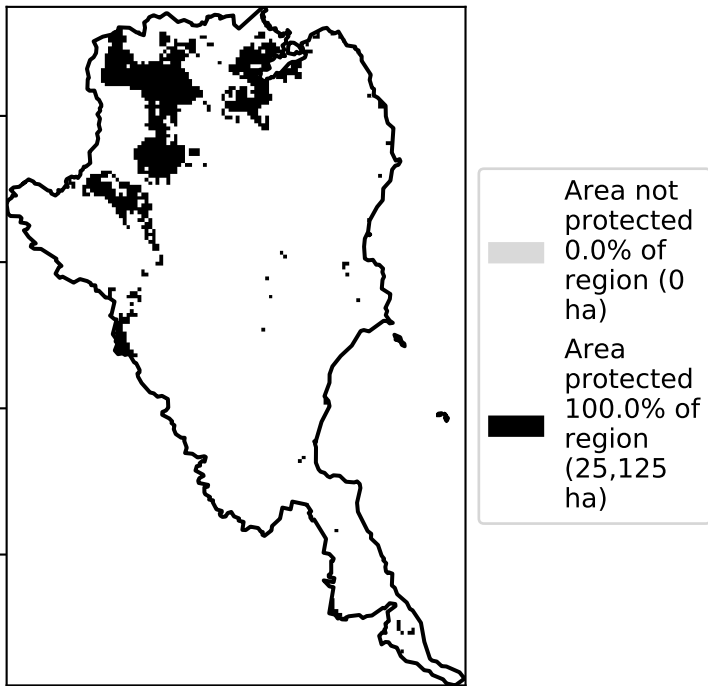 Area not
protected
0.0% of
region (0
ha)
Area
protected
100.0% of
region
(25,125
ha)